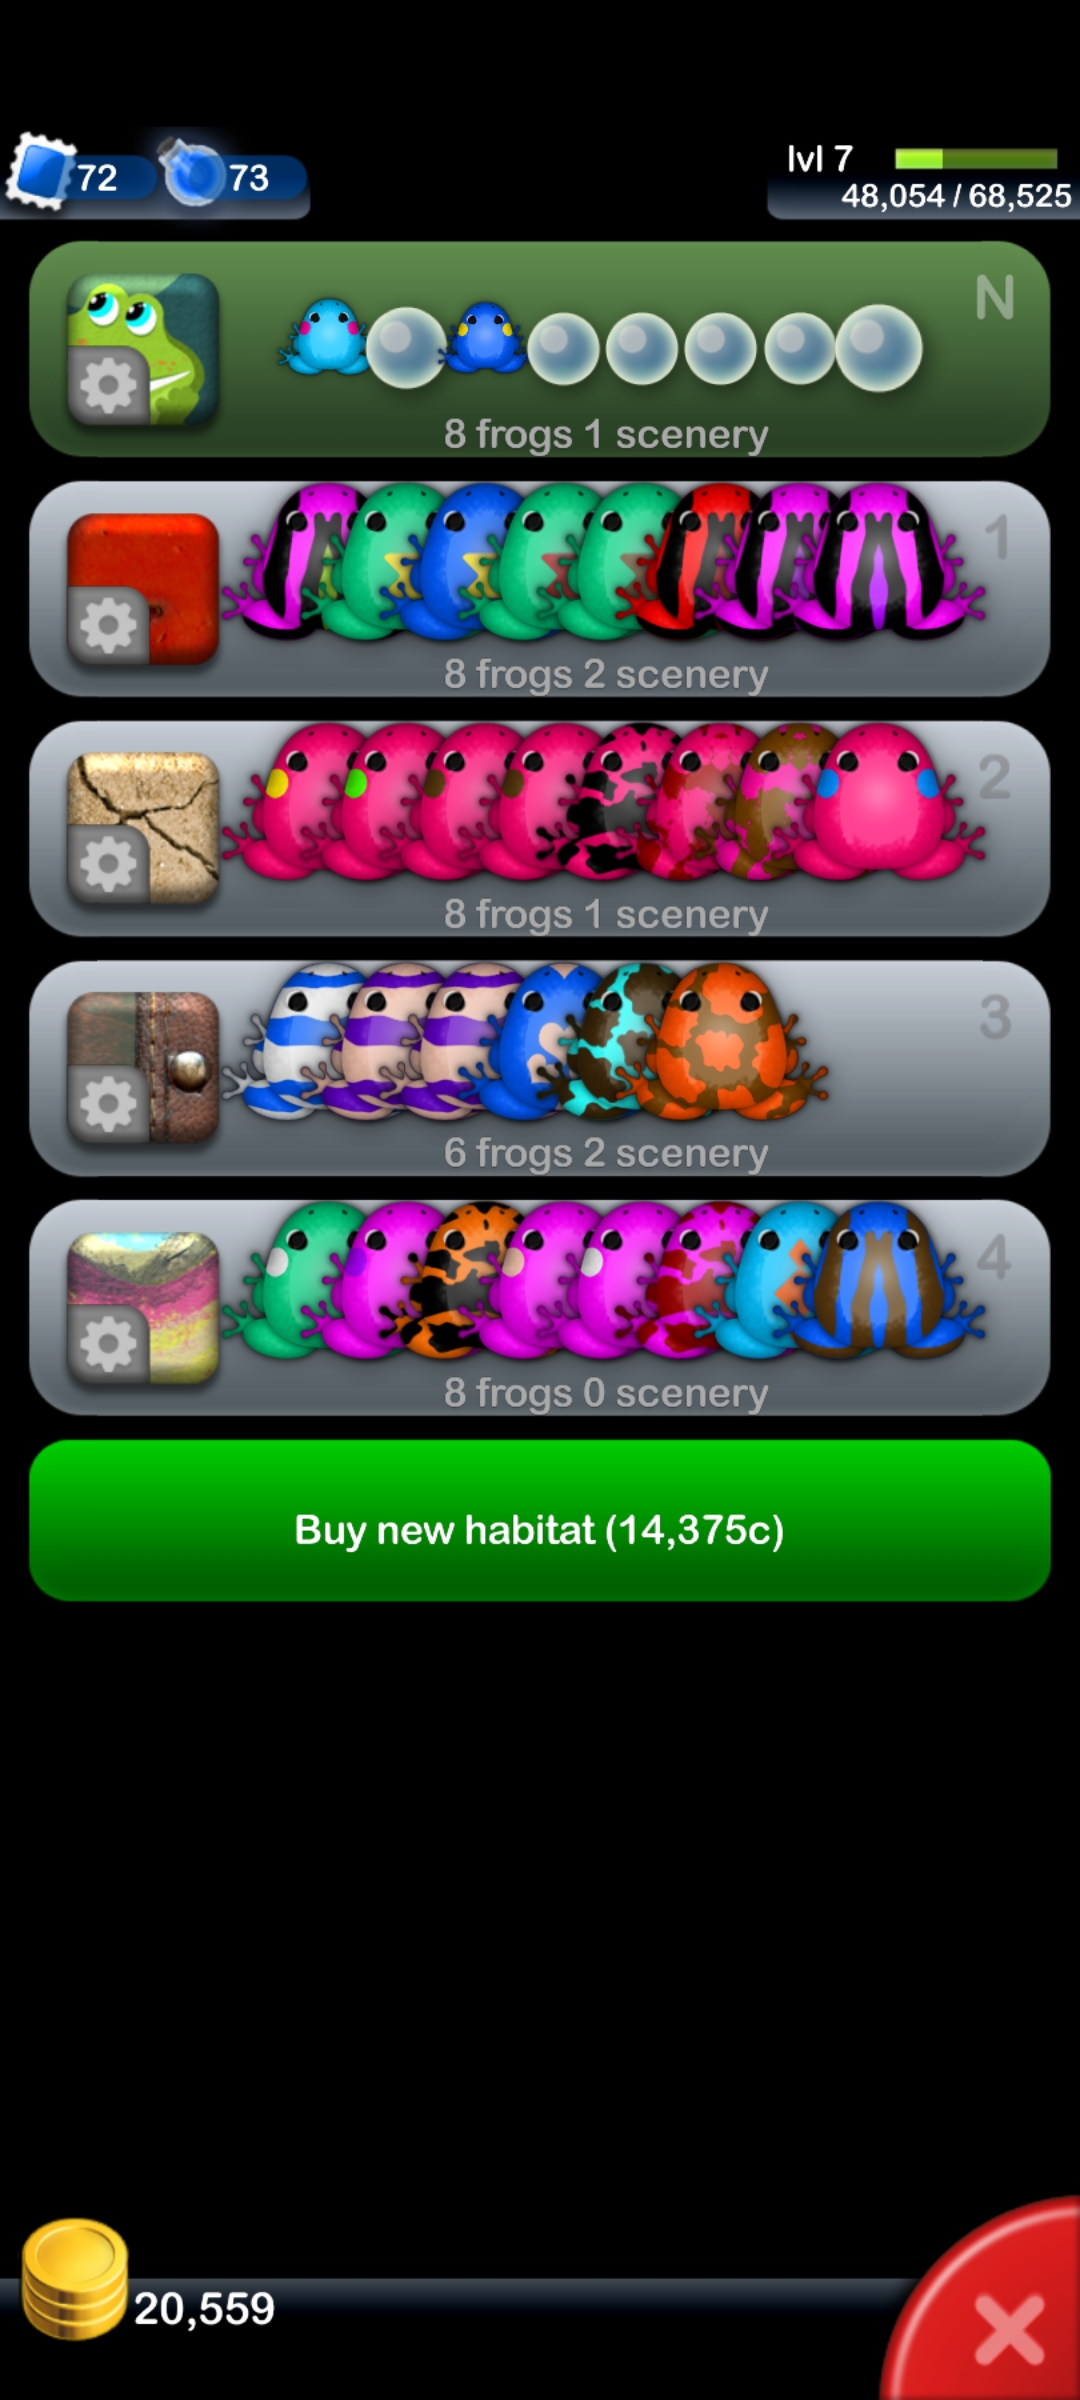 72
73
lvl 7
48,054 / 68,525
N
8 frogs 1 scenery
1
8 frogs 2 scenery
2
8 frogs 1 scenery
3
6 frogs 2 scenery
4
8 frogs 0 scenery
Buy new habitat (14,375c)
20,559